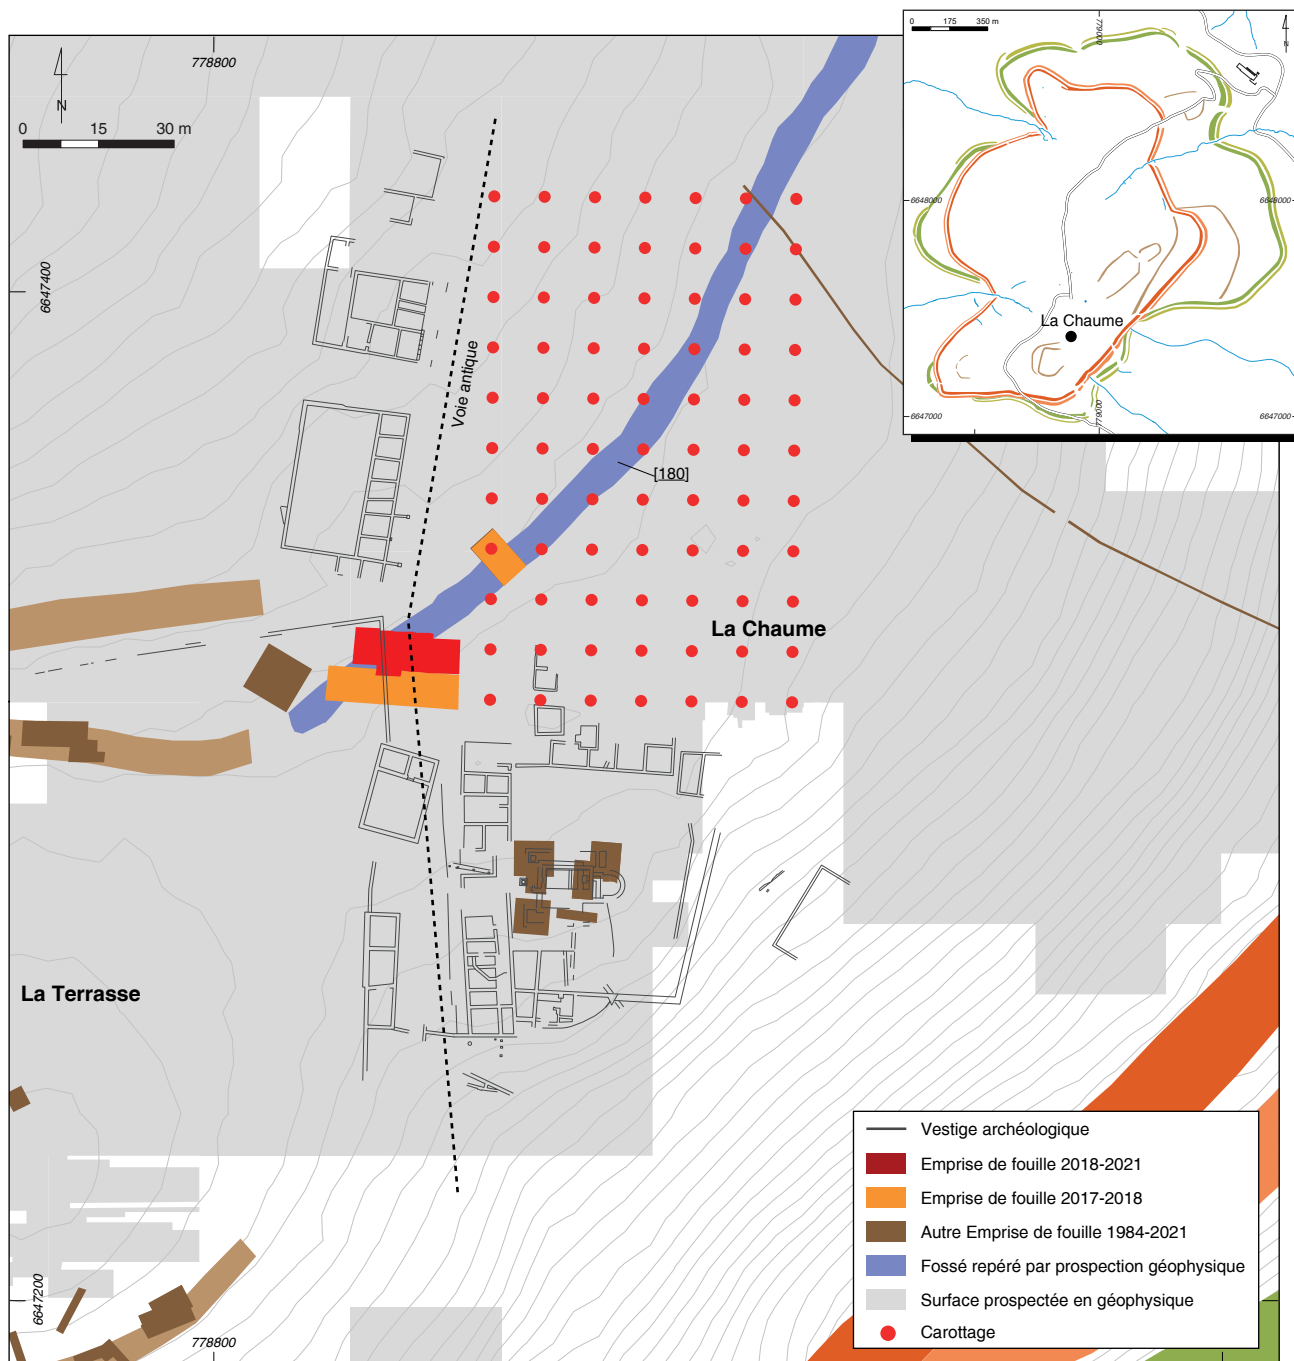 778800
N
0 15 30 m
6647400
Voie antique
[180]
La Chaume
La Terrasse
6647200
778800
0 175 350 m
779000
N
6648000
6648000
La Chaume
6647000
779000
6647000
Vestige archéologique
Emprise de fouille 2018-2021
Emprise de fouille 2017-2018
Autre Emprise de fouille 1984-2021
Fossé repéré par prospection géophysique
Surface prospectée en géophysique
Carottage